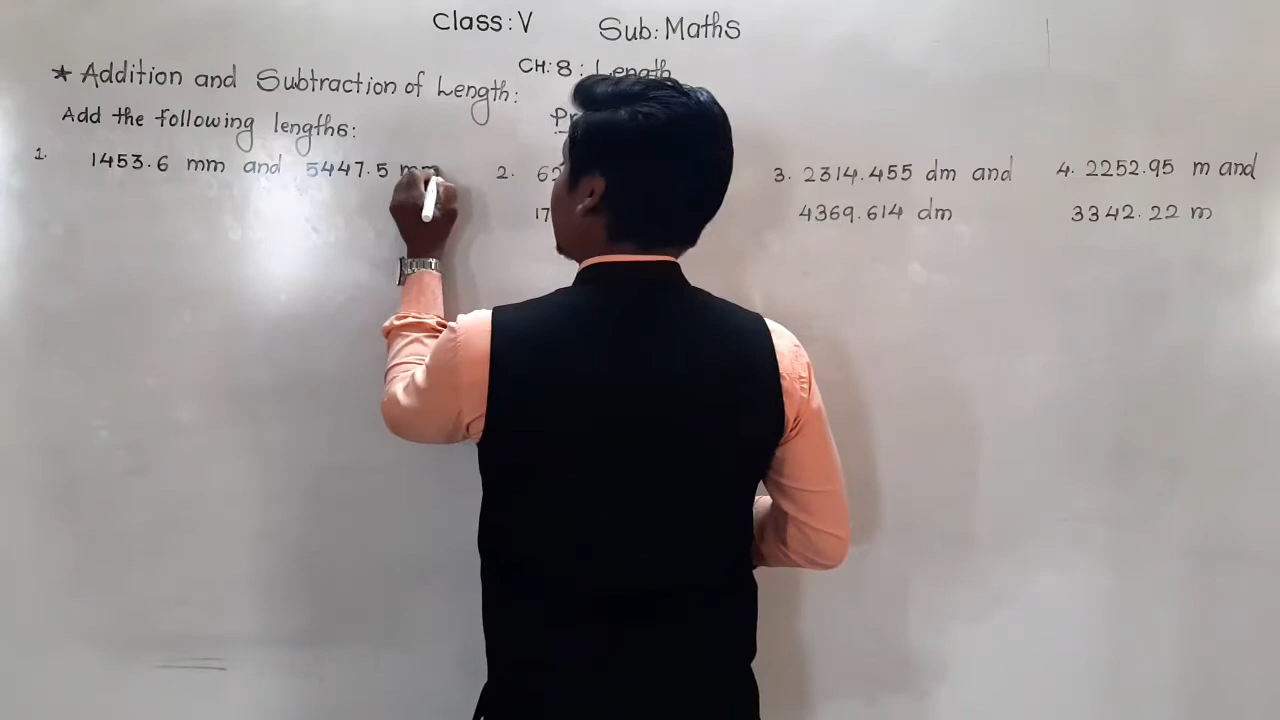 Class: V Sub: Maths
CH: 8: Length
* Addition and Subtraction of Length:
Add the following lengths:
1. 1453.6 mm and 5447.5 mm
2.
3. 2314.455 dm and
4369.614 dm
4. 2252.95 m and
3342.22 m